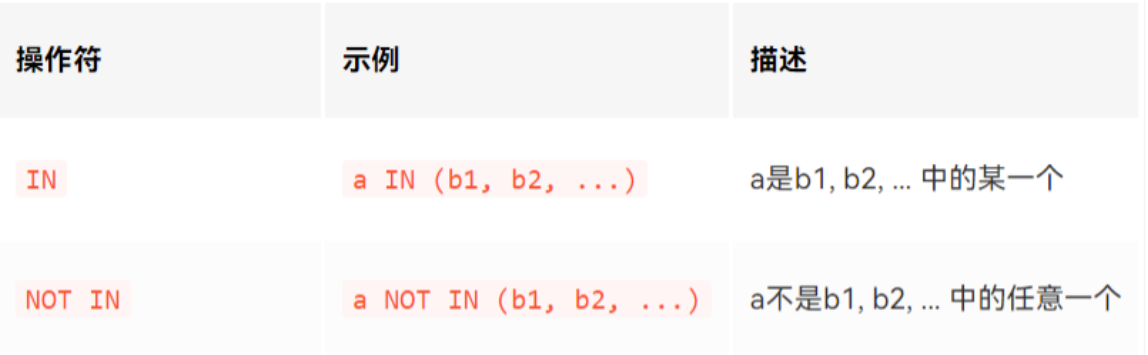 操作符 示例 描述
IN a IN (b1, b2, ...) a是b1, b2, ... 中的某一个
NOT IN a NOT IN (b1, b2, ...) a不是b1, b2, ... 中的任意一个